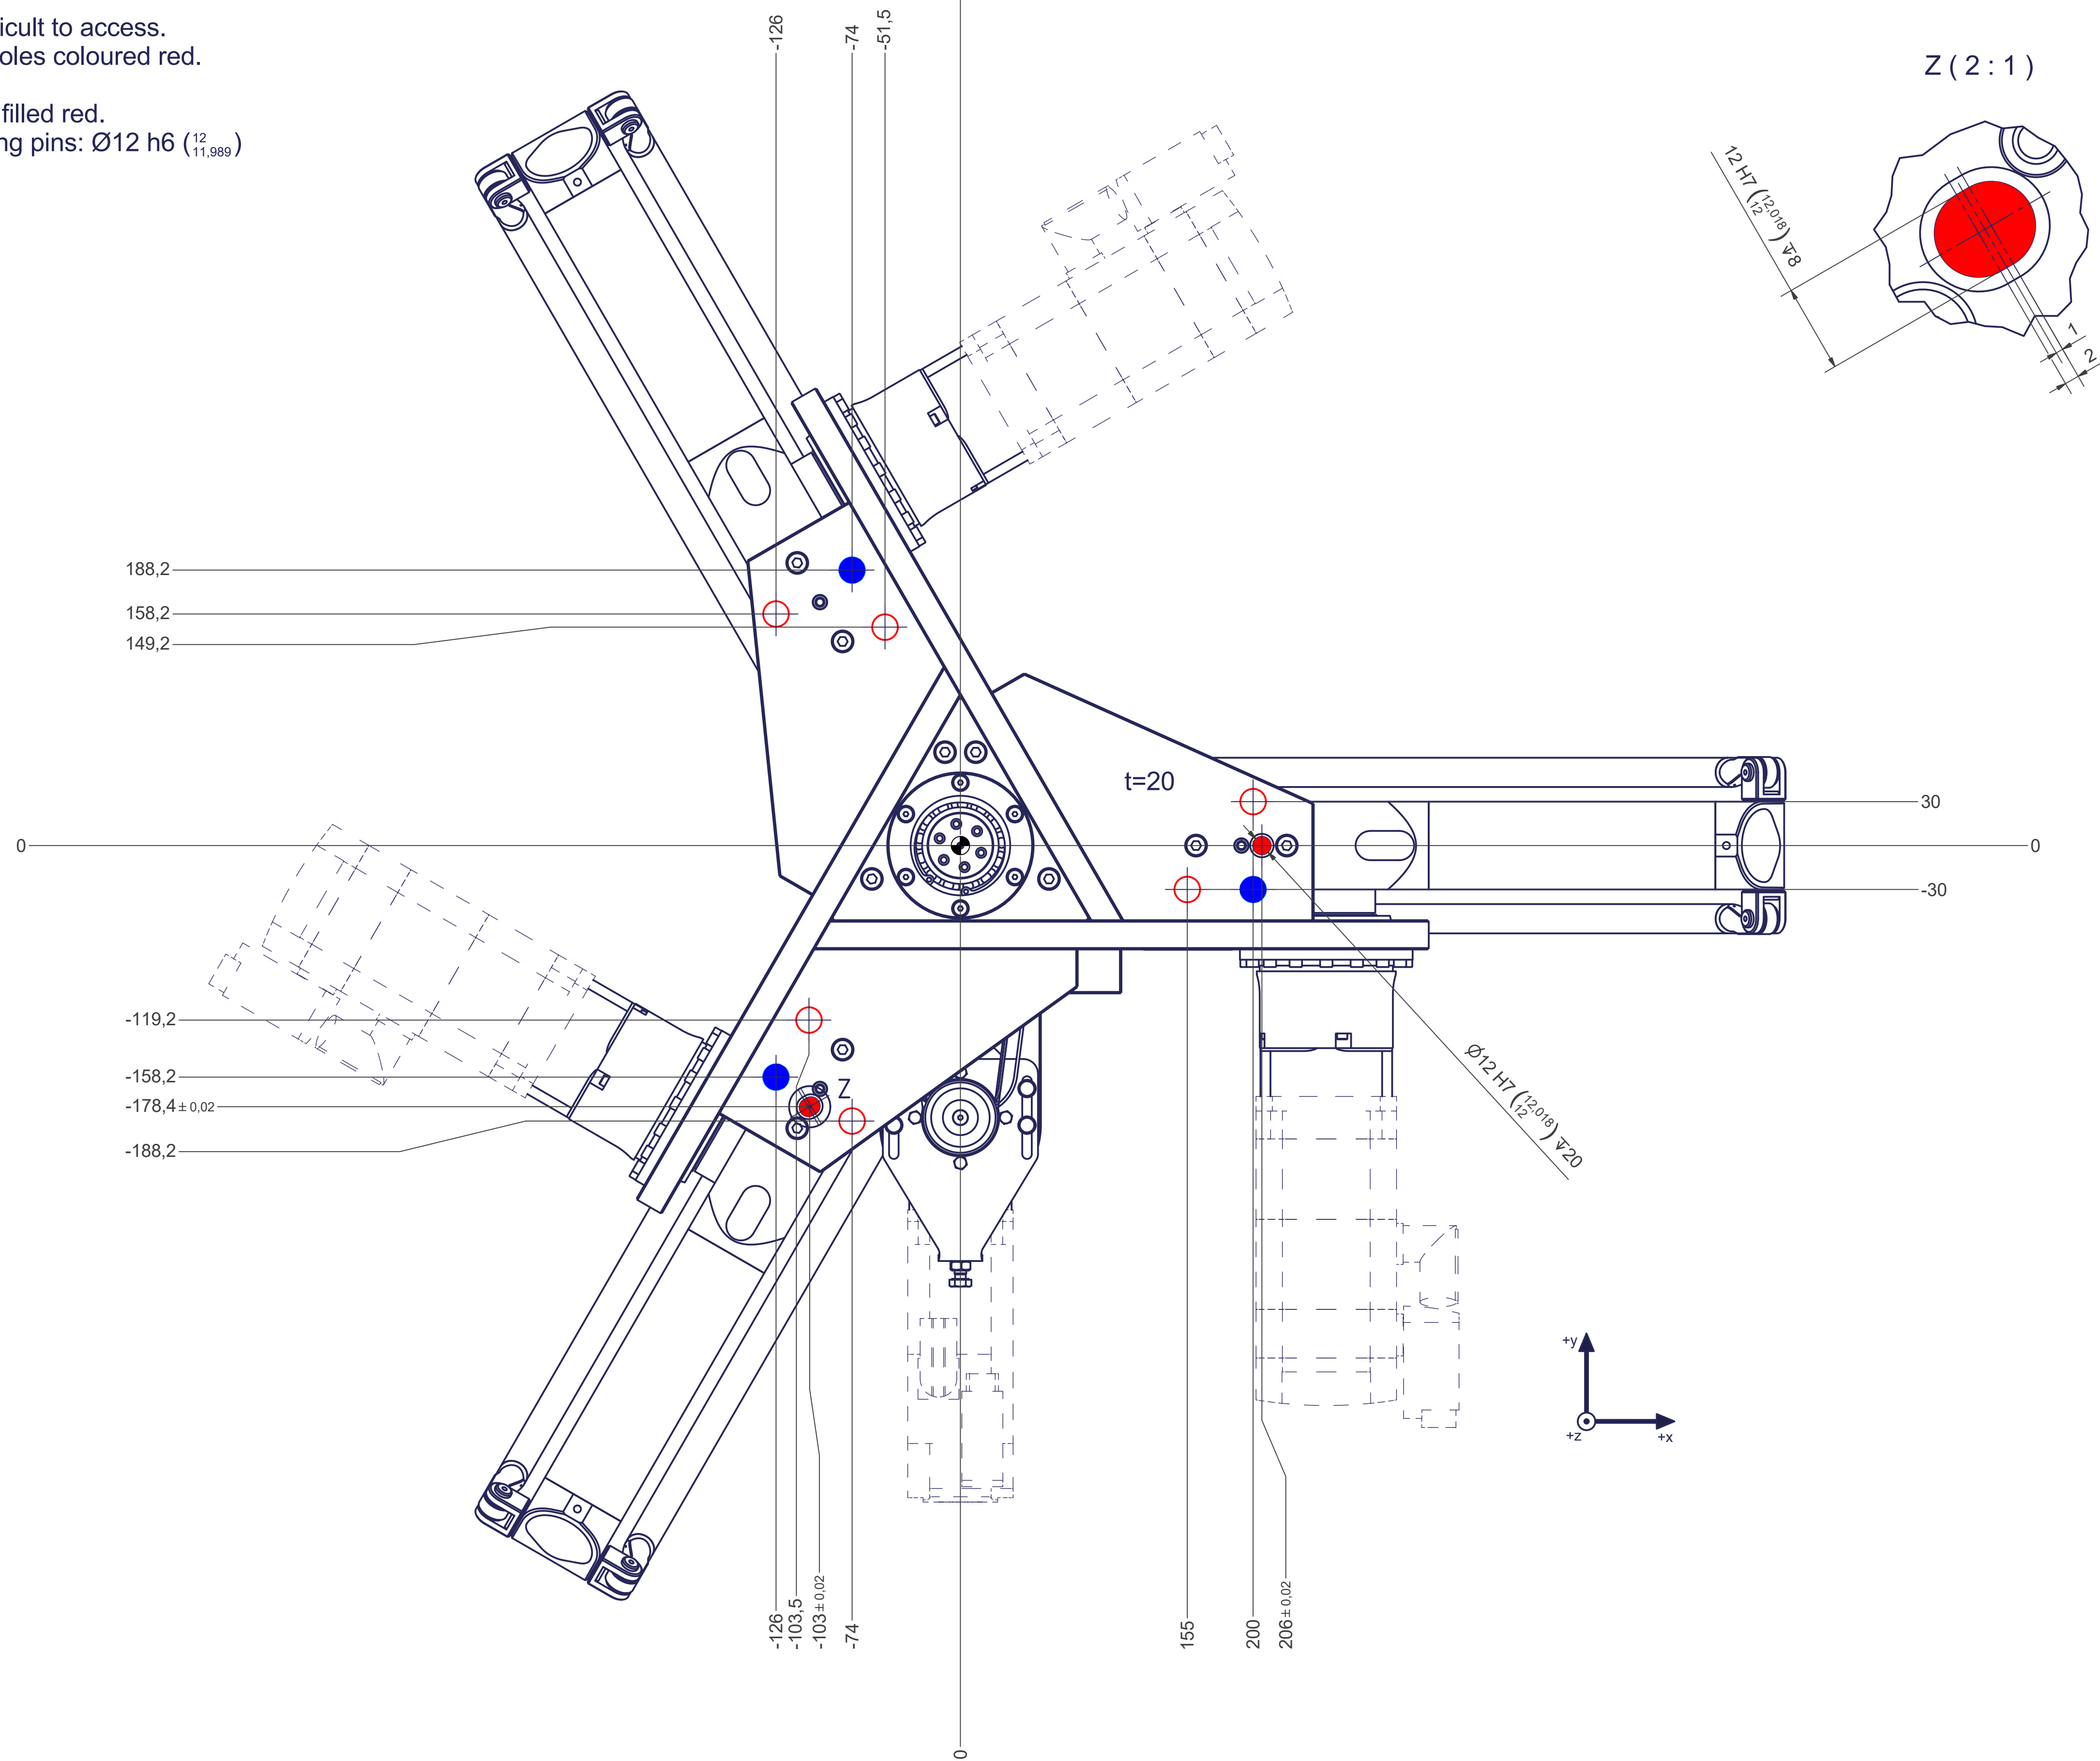 icult to access.
oles coloured red.
filled red.
ng pins: Ø12 h6 (12 11,989)
-126
-74
-51,5
Z ( 2 : 1 )
12 H7 (12,018 12) ↧8
1
2
188,2
158,2
149,2
t=20
30
0
0
-30
-119,2
-158,2
-178,4 ± 0,02
-188,2
Z
Ø12 H7 (12,018 12) ↧20
+y
+z
+x
-126
-103,5
-103 ± 0,02
-74
155
200
206 ± 0,02
0